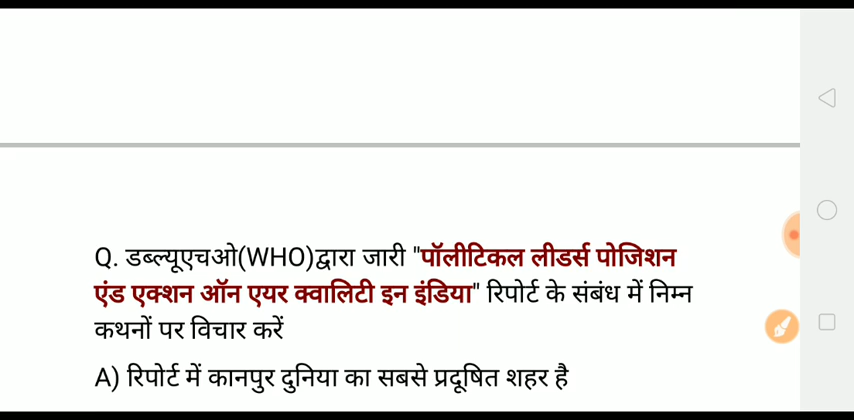 Q. डब्ल्यूएचओ(WHO)द्वारा जारी "पॉलीटिकल लीडर्स पोजिशन
एंड एक्शन ऑन एयर क्वालिटी इन इंडिया" रिपोर्ट के संबंध में निम्न
कथनों पर विचार करें
A) रिपोर्ट में कानपुर दुनिया का सबसे प्रदूषित शहर है